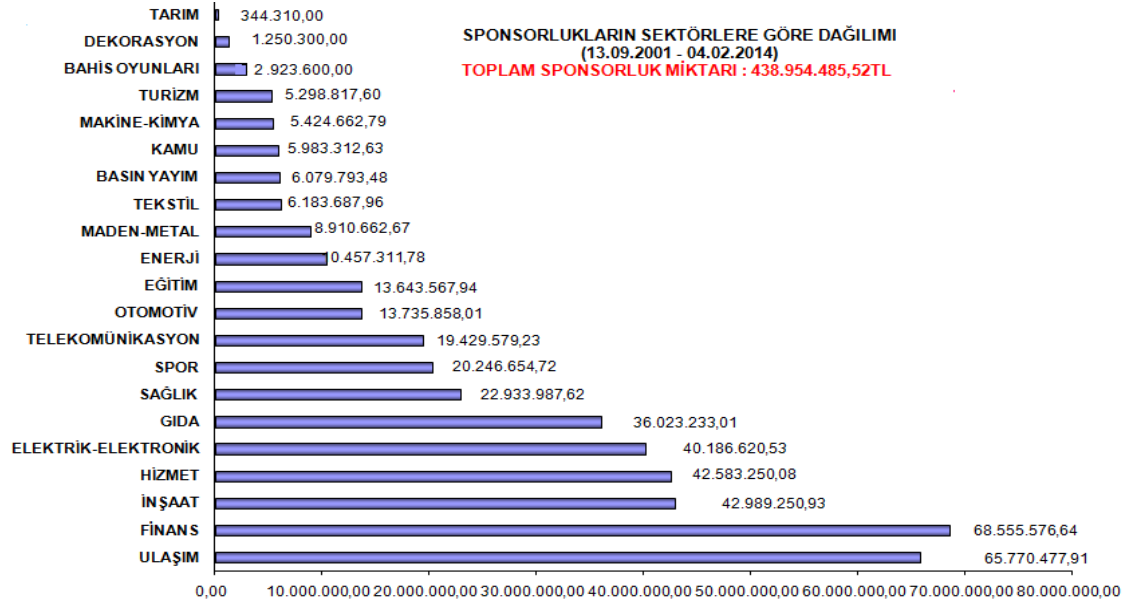 SPONSORLUKLARIN SEKTÖRLERE GÖRE DAĞILIMI
(13.09.2001 - 04.02.2014)
TOPLAM SPONSORLUK MİKTARI : 438.954.485,52TL
TARIM 344.310,00
DEKORASYON 1.250.300,00
BAHİS OYUNLARI 2.923.600,00
TURİZM 5.298.817,60
MAKİNE-KİMYA 5.424.662,79
KAMU 5.983.312,63
BASIN YAYIM 6.079.793,48
TEKSTİL 6.183.687,96
MADEN-METAL 8.910.662,67
ENERJİ 0.457.311,78
EĞİTİM 13.643.567,94
OTOMOTİV 13.735.858,01
TELEKOMÜNİKASYON 19.429.579,23
SPOR 20.246.654,72
SAĞLIK 22.933.987,62
GIDA 36.023.233,01
ELEKTRİK-ELEKTRONİK 40.186.620,53
HİZMET 42.583.250,08
İNŞAAT 42.989.250,93
FİNANS 68.555.576,64
ULAŞIM 65.770.477,91
0,00 10.000.000,00 20.000.000,00 30.000.000,00 40.000.000,00 50.000.000,00 60.000.000,00 70.000.000,00 80.000.000,00